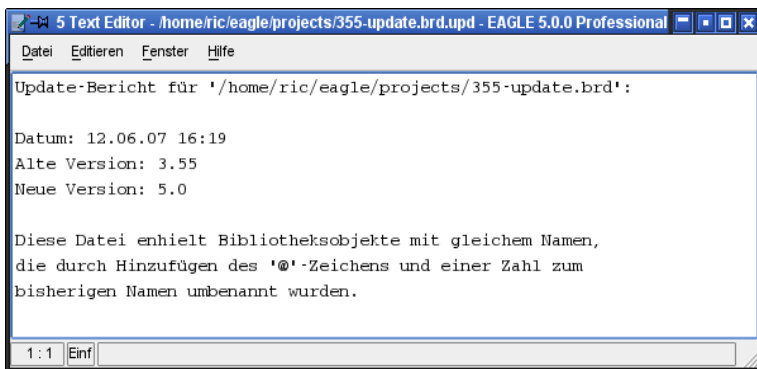 5 Text Editor - /home/ric/eagle/projects/355-update.brd.upd - EAGLE 5.0.0 Professional
Datei Editieren Fenster Hilfe
Update-Bericht für '/home/ric/eagle/projects/355-update.brd':
Datum: 12.06.07 16:19
Alte Version: 3.55
Neue Version: 5.0
Diese Datei enhielt Bibliotheksobjekte mit gleichem Namen,
die durch Hinzufügen des '@'-Zeichens und einer Zahl zum
bisherigen Namen umbenannt wurden.
1 : 1 Einf